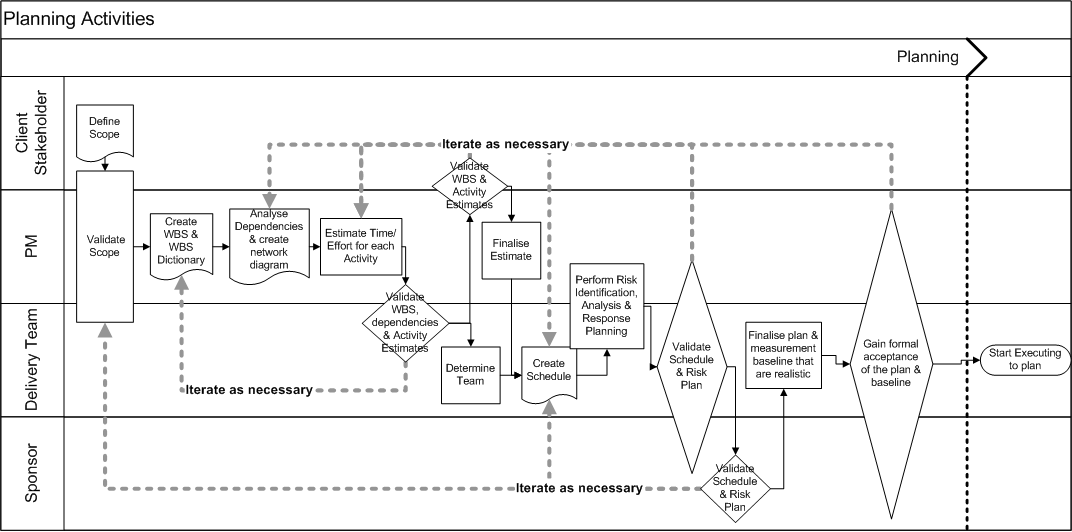 Planning Activities
Planning
Client
Stakeholder
PM
Delivery Team
Sponsor
Define
Scope
Validate
Scope
Create
WBS &
WBS
Dictionary
Analyse
Dependencies
& create
network
diagram
Estimate Time/
Effort for each
Activity
Iterate as necessary
Validate
WBS &
Activity
Estimates
Finalise
Estimate
Validate
WBS,
dependencies
& Activity
Estimates
Iterate as necessary
Determine
Team
Create
Schedule
Perform Risk
Identification,
Analysis &
Response
Planning
Validate
Schedule
& Risk
Plan
Iterate as necessary
Validate
Schedule
& Risk
Plan
Finalise plan &
measurement
baseline that
are realistic
Gain formal
acceptance
of the plan &
baseline
Start Executing
to plan